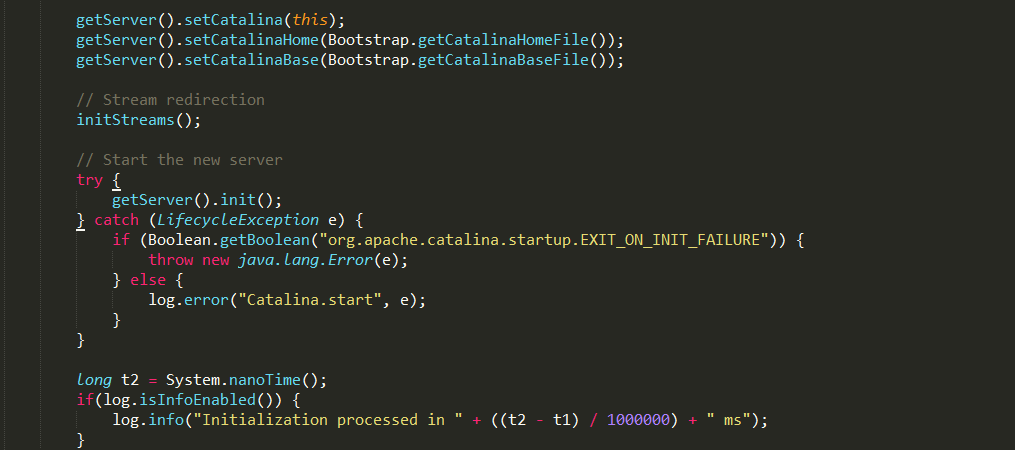 getServer().setCatalina(this);
getServer().setCatalinaHome(Bootstrap.getCatalinaHomeFile());
getServer().setCatalinaBase(Bootstrap.getCatalinaBaseFile());
// Stream redirection
initStreams();
// Start the new server
try {
getServer().init();
} catch (LifecycleException e) {
if (Boolean.getBoolean("org.apache.catalina.startup.EXIT_ON_INIT_FAILURE")) {
throw new java.lang.Error(e);
} else {
log.error("Catalina.start", e);
}
}
long t2 = System.nanoTime();
if(log.isInfoEnabled()) {
log.info("Initialization processed in " + ((t2 - t1) / 1000000) + " ms");
}